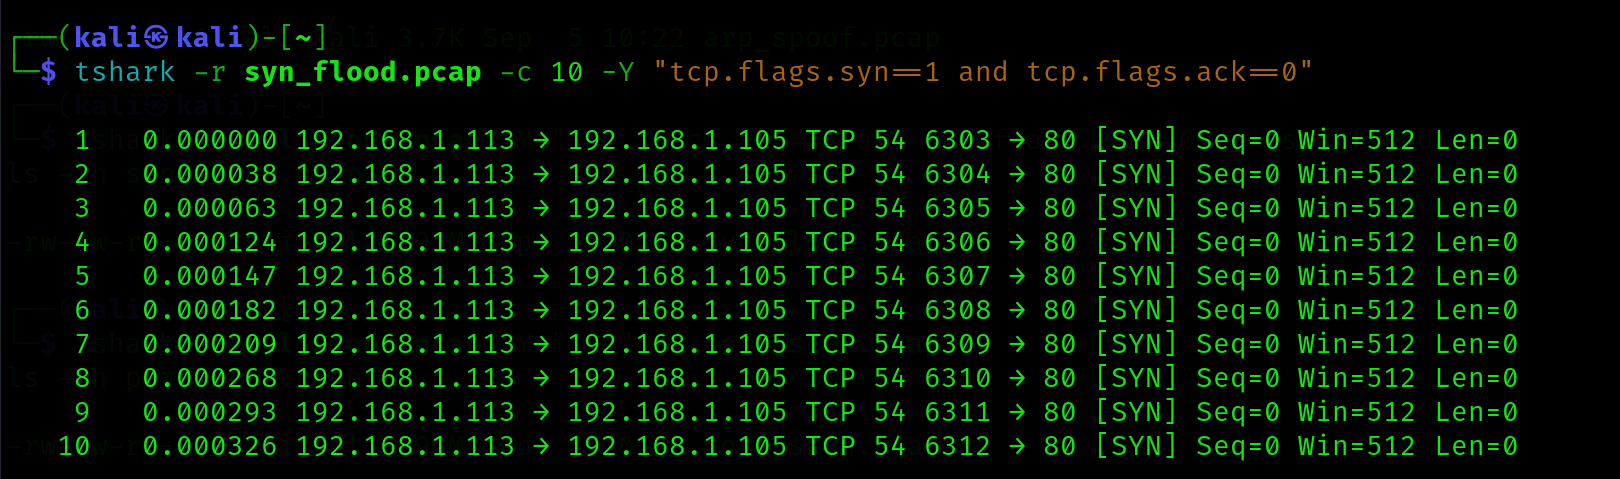 ┌──(kali㉿kali)-[~]
└─$ tshark -r syn_flood.pcap -c 10 -Y "tcp.flags.syn==1 and tcp.flags.ack==0"
1 0.000000 192.168.1.113 → 192.168.1.105 TCP 54 6303 → 80 [SYN] Seq=0 Win=512 Len=0
2 0.000038 192.168.1.113 → 192.168.1.105 TCP 54 6304 → 80 [SYN] Seq=0 Win=512 Len=0
3 0.000063 192.168.1.113 → 192.168.1.105 TCP 54 6305 → 80 [SYN] Seq=0 Win=512 Len=0
4 0.000124 192.168.1.113 → 192.168.1.105 TCP 54 6306 → 80 [SYN] Seq=0 Win=512 Len=0
5 0.000147 192.168.1.113 → 192.168.1.105 TCP 54 6307 → 80 [SYN] Seq=0 Win=512 Len=0
6 0.000182 192.168.1.113 → 192.168.1.105 TCP 54 6308 → 80 [SYN] Seq=0 Win=512 Len=0
7 0.000209 192.168.1.113 → 192.168.1.105 TCP 54 6309 → 80 [SYN] Seq=0 Win=512 Len=0
8 0.000268 192.168.1.113 → 192.168.1.105 TCP 54 6310 → 80 [SYN] Seq=0 Win=512 Len=0
9 0.000293 192.168.1.113 → 192.168.1.105 TCP 54 6311 → 80 [SYN] Seq=0 Win=512 Len=0
10 0.000326 192.168.1.113 → 192.168.1.105 TCP 54 6312 → 80 [SYN] Seq=0 Win=512 Len=0